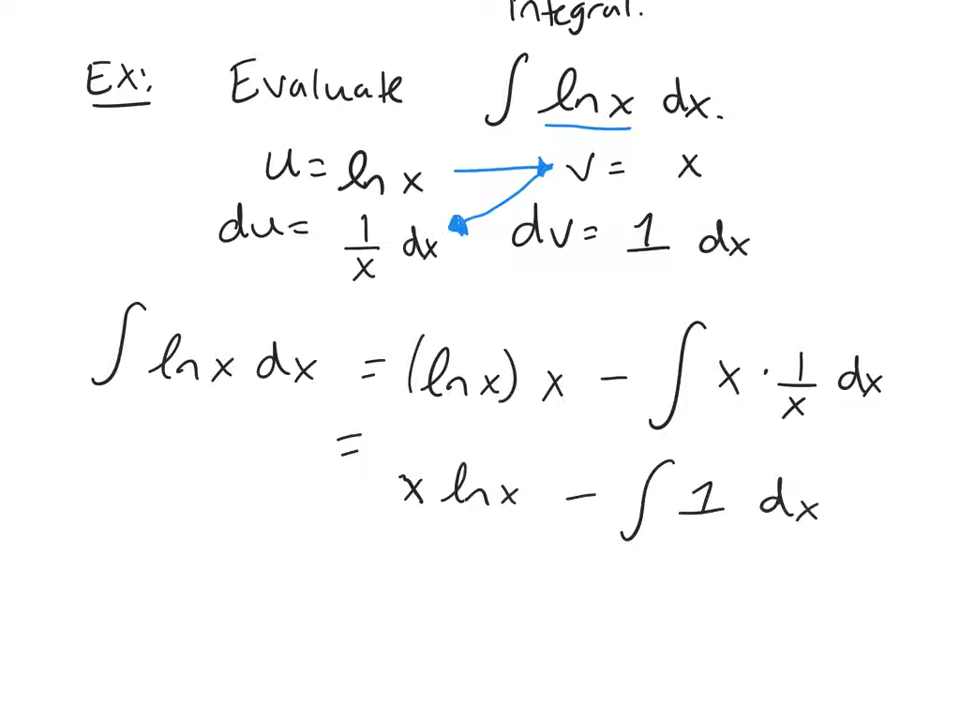 integral.
Ex: Evaluate ∫ ln x dx.
u = ln x v = x
du = 1/x dx dv = 1 dx
∫ ln x dx = (ln x) x − ∫ x · 1/x dx
=
x ln x − ∫ 1 dx